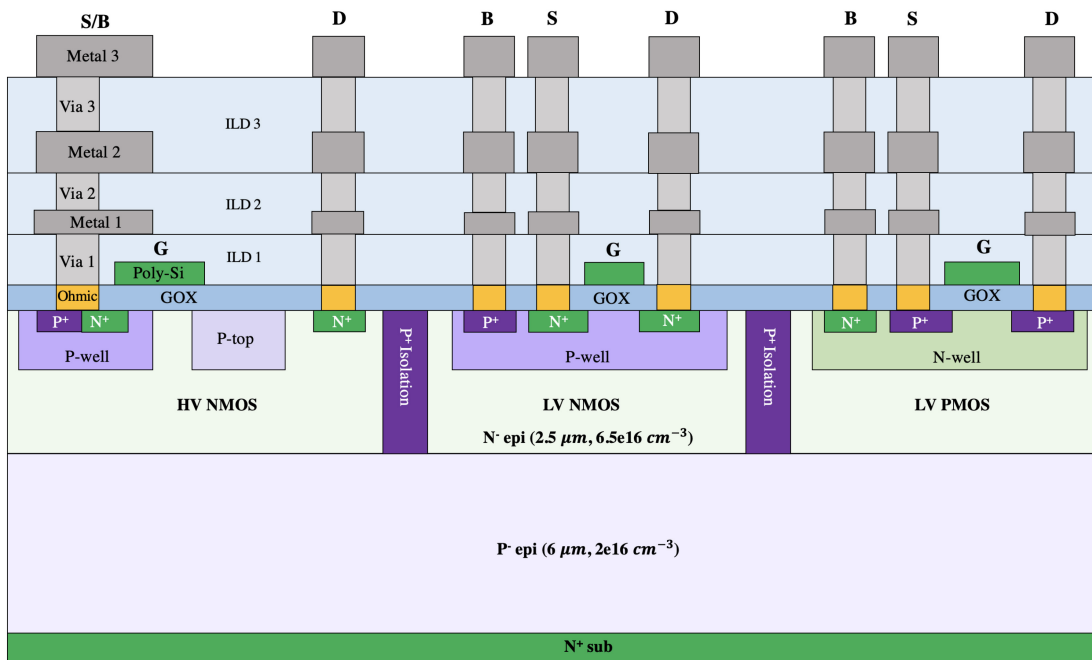 S/B D B S D B S D
Metal 3
Via 3
ILD 3
Metal 2
Via 2
ILD 2
Metal 1
G G G
Via 1
ILD 1
Poly-Si
Ohmic GOX GOX GOX
P⁺ N⁺ N⁺ P⁺ N⁺ N⁺ N⁺ P⁺ P⁺
P-well P-top P⁺ Isolation P-well P⁺ Isolation N-well
HV NMOS LV NMOS LV PMOS
N⁻ epi (2.5 μm, 6.5e16 cm⁻³)
P⁻ epi (6 μm, 2e16 cm⁻³)
N⁺ sub